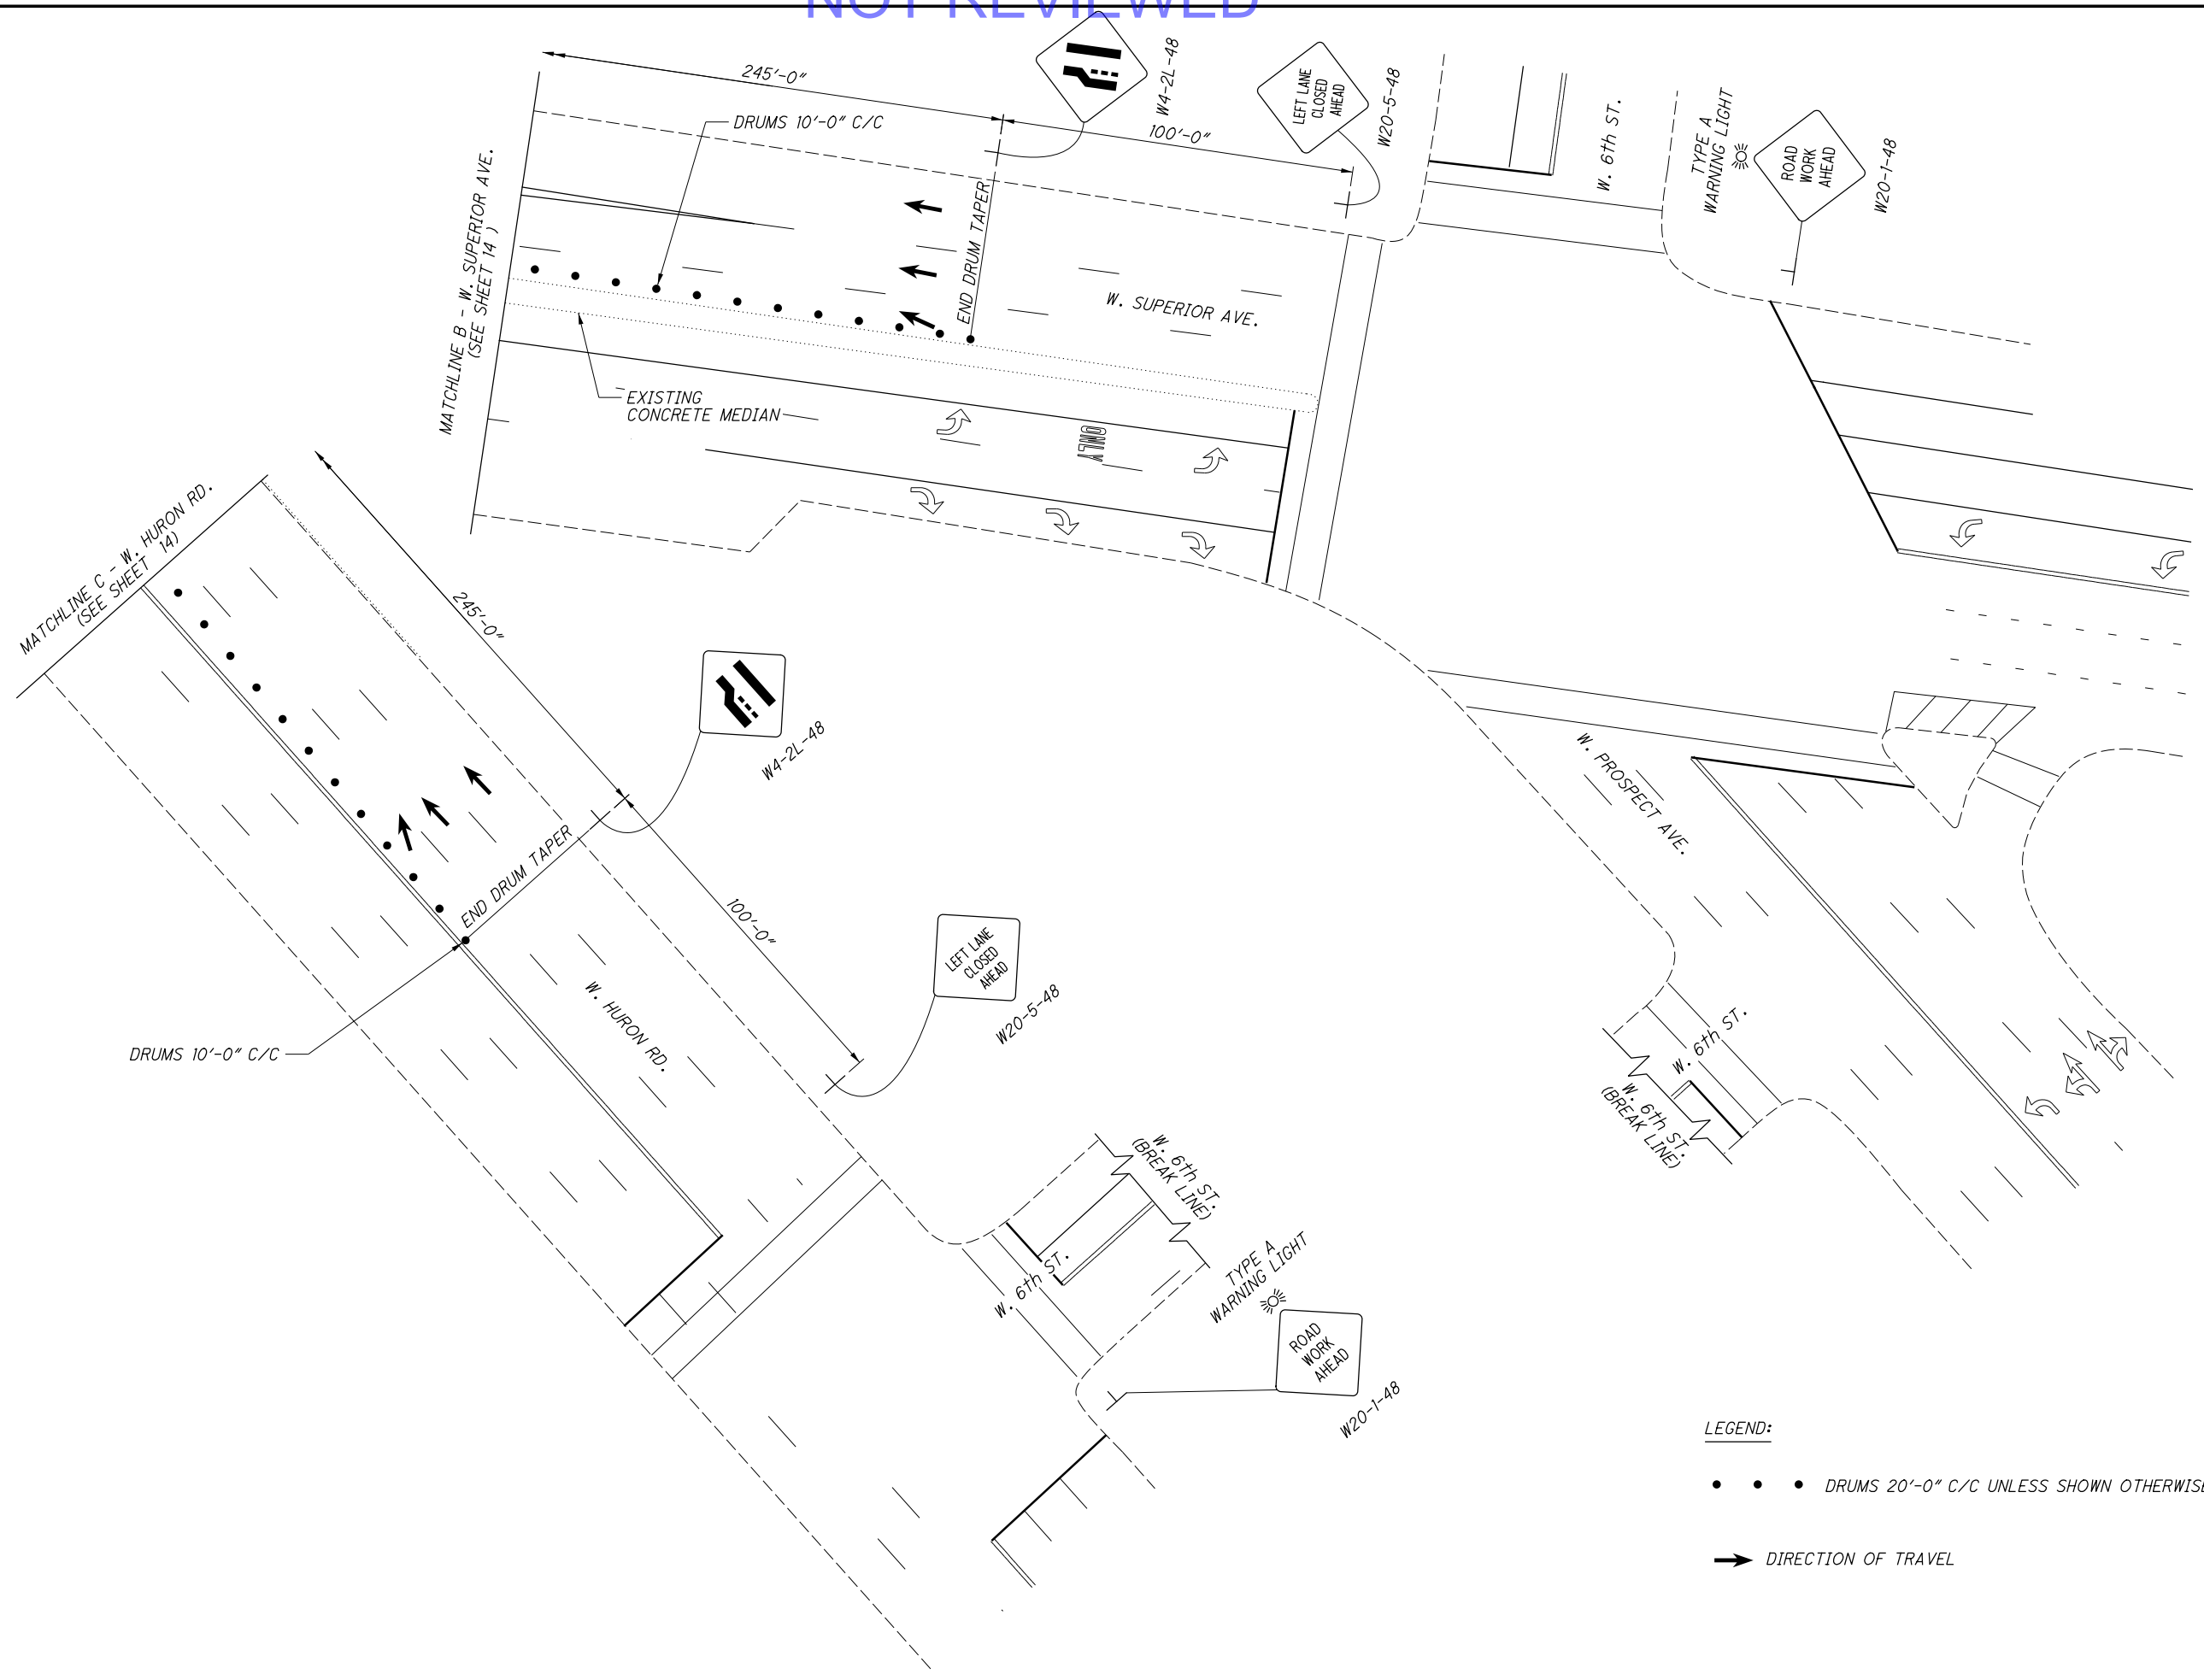 NOT REVIEWED
245'-0"
W4-2L-48
LEFT LANE
CLOSED
AHEAD
W20-5-48
DRUMS 10'-0" C/C
100'-0"
W. 6th ST.
TYPE A
WARNING LIGHT
ROAD
WORK
AHEAD
W20-1-48
MATCHLINE B - W. SUPERIOR AVE.
(SEE SHEET 14 )
END DRUM TAPER
W. SUPERIOR AVE.
EXISTING
CONCRETE MEDIAN
ONLY
MATCHLINE C - W. HURON RD.
(SEE SHEET 14)
245'-0"
W4-2L-48
END DRUM TAPER
100'-0"
LEFT LANE
CLOSED
AHEAD
W20-5-48
W. HURON RD.
DRUMS 10'-0" C/C
W. PROSPECT AVE.
W. 6th ST.
W. 6th ST.
(BREAK LINE)
W. 6th ST.
(BREAK LINE)
W. 6th ST.
TYPE A
WARNING LIGHT
ROAD
WORK
AHEAD
W20-1-48
LEGEND:
DRUMS 20'-0" C/C UNLESS SHOWN OTHERWISE
DIRECTION OF TRAVEL